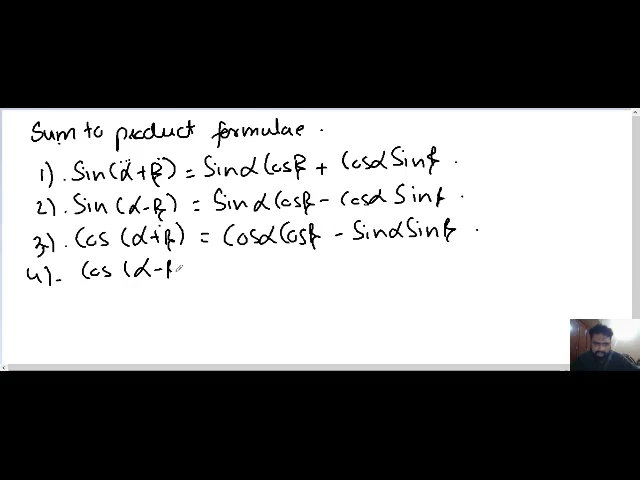 Sum to product formulae.
1). Sin(α+β) = Sinα Cosβ + Cosα Sinβ.
2). Sin(α-β) = Sinα Cosβ - Cosα Sinβ.
3). Cos(α+β) = Cosα Cosβ - Sinα Sinβ.
4). Cos(α-β